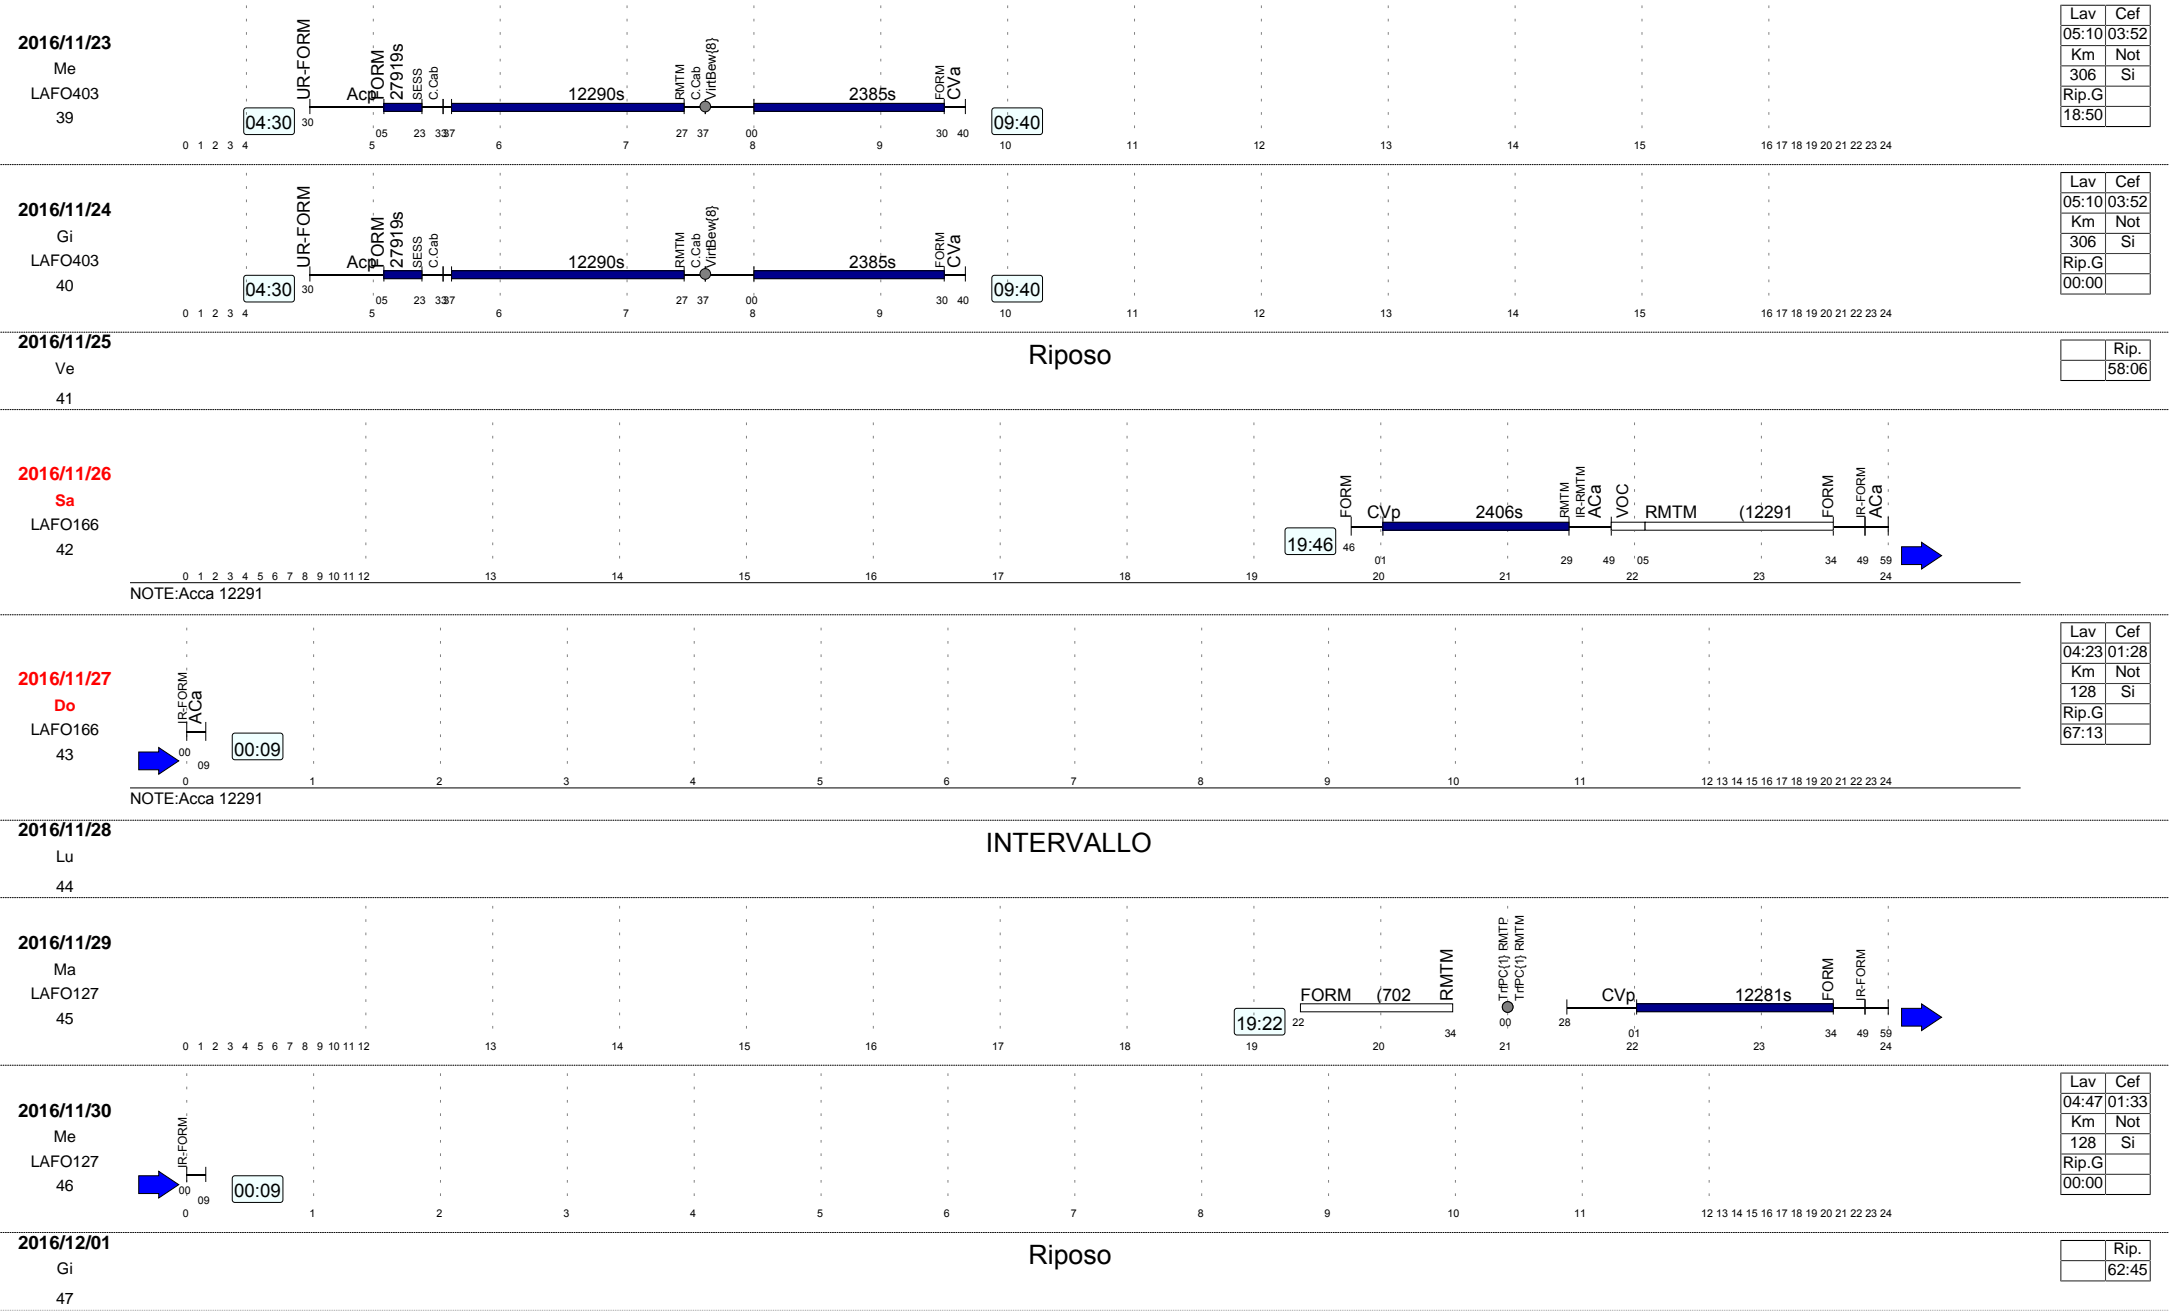 2016/11/23
Me
LAFO403
39
04:30
30
UR-FORM
Acp
FORM
27919s
SESS
C.Cab
12290s
RMTM
C.Cab
VirtBew{8}
2385s
FORM
CVa
05 23 33 37 27 37 00 30 40
09:40
0 1 2 3 4 5 6 7 8 9 10 11 12 13 14 15 16 17 18 19 20 21 22 23 24
Lav Cef
05:10 03:52
Km Not
306 Si
Rip.G
18:50
2016/11/24
Gi
LAFO403
40
04:30
30
UR-FORM
Acp
FORM
27919s
SESS
C.Cab
12290s
RMTM
C.Cab
VirtBew{8}
2385s
FORM
CVa
05 23 33 37 27 37 00 30 40
09:40
0 1 2 3 4 5 6 7 8 9 10 11 12 13 14 15 16 17 18 19 20 21 22 23 24
Lav Cef
05:10 03:52
Km Not
306 Si
Rip.G
00:00
2016/11/25
Ve
41
Riposo
Rip.
58:06
2016/11/26
Sa
LAFO166
42
19:46
46
FORM
CVp
2406s
RMTM
IR-RMTM
ACa
VOC
RMTM
(12291
FORM
IR-FORM
ACa
01 29 49 05 34 49 59
0 1 2 3 4 5 6 7 8 9 10 11 12 13 14 15 16 17 18 19 20 21 22 23 24
NOTE:Acca 12291
2016/11/27
Do
LAFO166
43
IR-FORM
ACa
00 09
00:09
0 1 2 3 4 5 6 7 8 9 10 11 12 13 14 15 16 17 18 19 20 21 22 23 24
NOTE:Acca 12291
Lav Cef
04:23 01:28
Km Not
128 Si
Rip.G
67:13
2016/11/28
Lu
44
INTERVALLO
2016/11/29
Ma
LAFO127
45
19:22
22
FORM
(702
RMTM
TrfPC{1} RMTP
TrfPC{1} RMTM
CVp
12281s
FORM
IR-FORM
34 00 28 01 34 49 59
0 1 2 3 4 5 6 7 8 9 10 11 12 13 14 15 16 17 18 19 20 21 22 23 24
2016/11/30
Me
LAFO127
46
IR-FORM
00 09
00:09
0 1 2 3 4 5 6 7 8 9 10 11 12 13 14 15 16 17 18 19 20 21 22 23 24
Lav Cef
04:47 01:33
Km Not
128 Si
Rip.G
00:00
2016/12/01
Gi
47
Riposo
Rip.
62:45